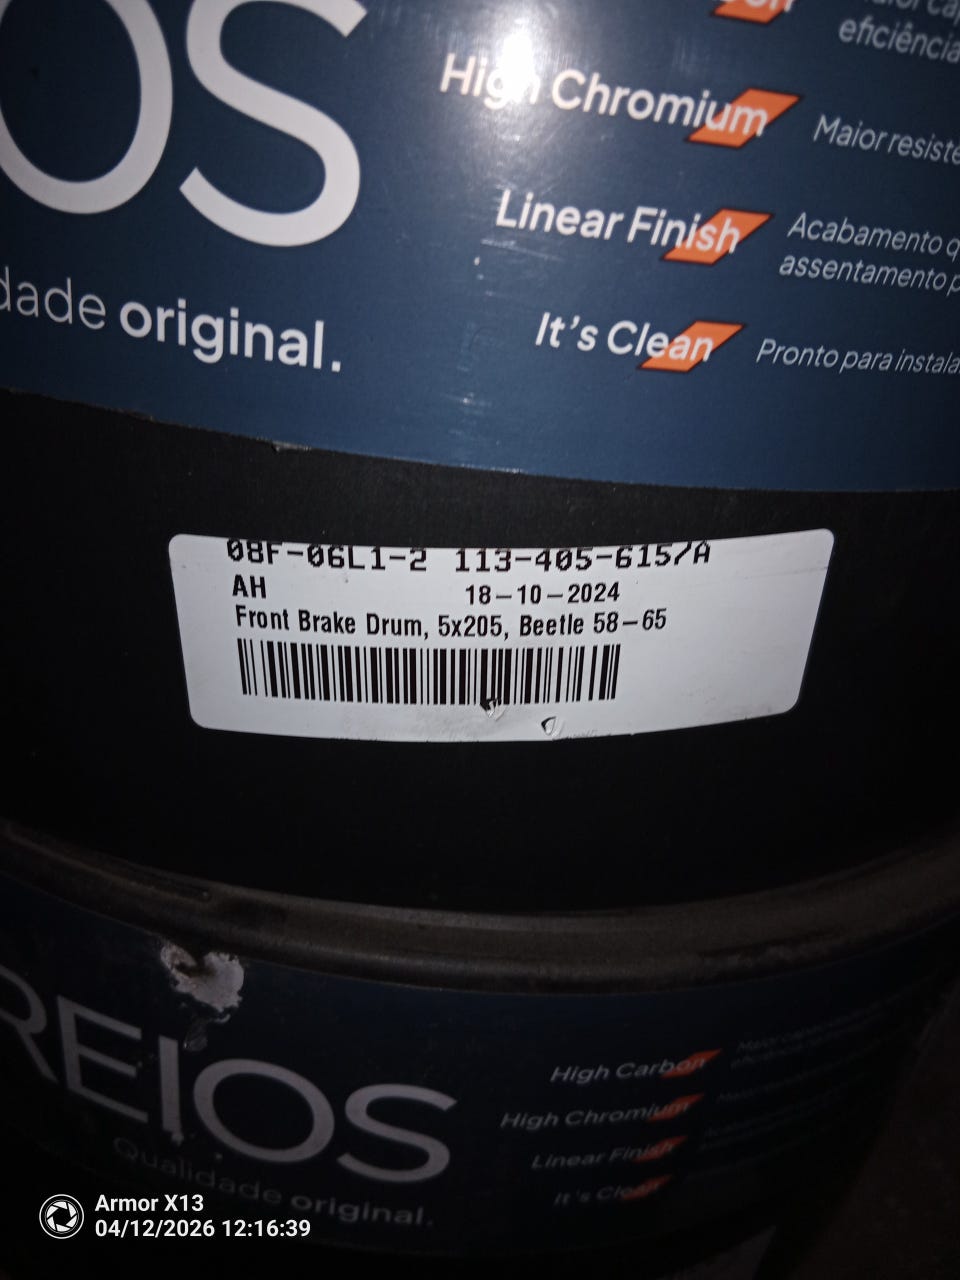 OS
dade original.
eficiência
High Chromium
Maior resiste
Linear Finish
Acabamento q
assentamento p
It's Clean
Pronto para instala
08F-06L1-2 113-405-615/A
AH 18-10-2024
Front Brake Drum, 5x205, Beetle 58-65
REIOS
Qualidade original.
High Carbon
High Chromium
Linear Finish
It's Clean
Armor X13
04/12/2026 12:16:39